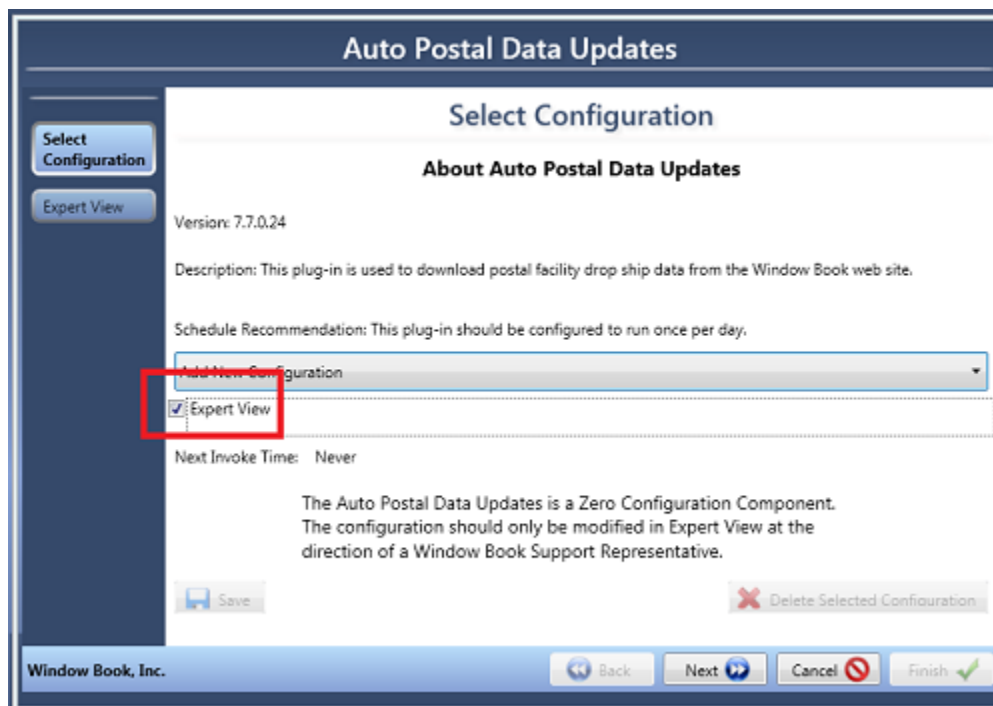 Auto Postal Data Updates
Select Configuration
Select
Configuration
Expert View
About Auto Postal Data Updates
Version: 7.7.0.24
Description: This plug-in is used to download postal facility drop ship data from the Window Book web site.
Schedule Recommendation: This plug-in should be configured to run once per day.
Add New Configuration
Expert View
Next Invoke Time: Never
The Auto Postal Data Updates is a Zero Configuration Component.
The configuration should only be modified in Expert View at the
direction of a Window Book Support Representative.
Save
Delete Selected Configuration
Window Book, Inc.
Back
Next
Cancel
Finish